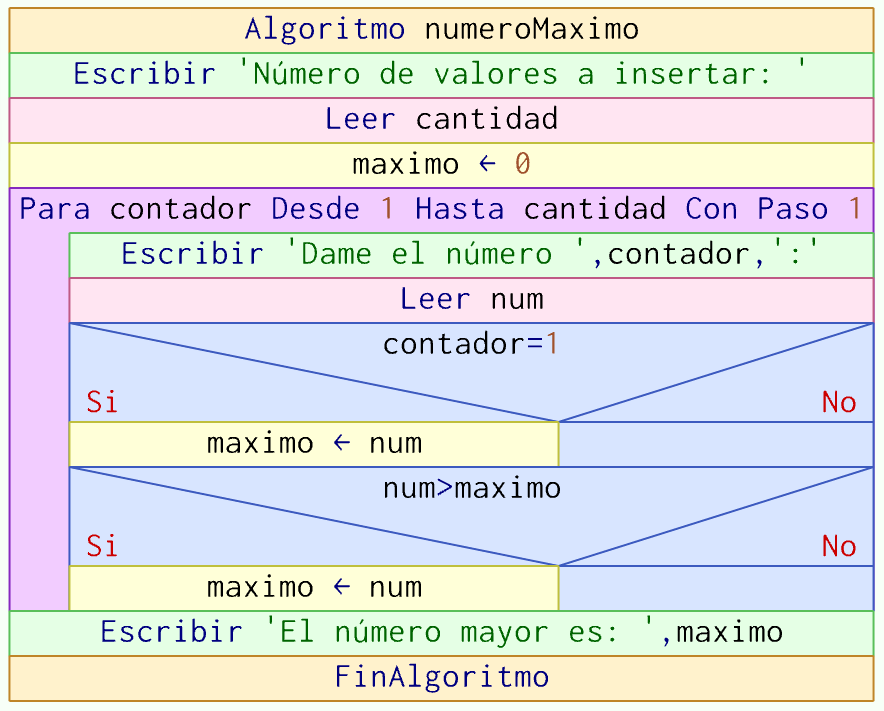 Algoritmo numeroMaximo
Escribir 'Número de valores a insertar: '
Leer cantidad
maximo ← 0
Para contador Desde 1 Hasta cantidad Con Paso 1
Escribir 'Dame el número ',contador,':'
Leer num
contador=1
Si No
maximo ← num
num>maximo
Si No
maximo ← num
Escribir 'El número mayor es: ',maximo
FinAlgoritmo